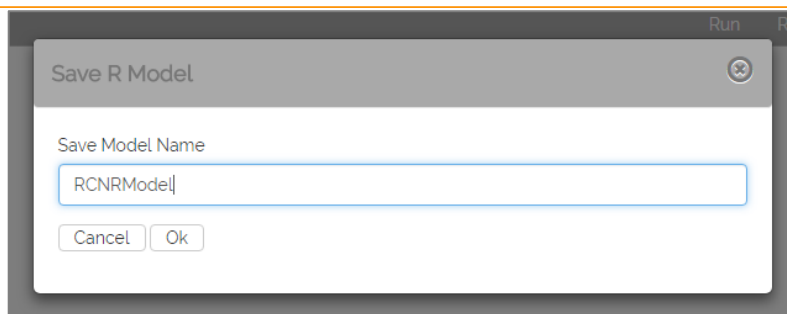 Run R
Save R Model
Save Model Name
RCNRModel
Cancel Ok